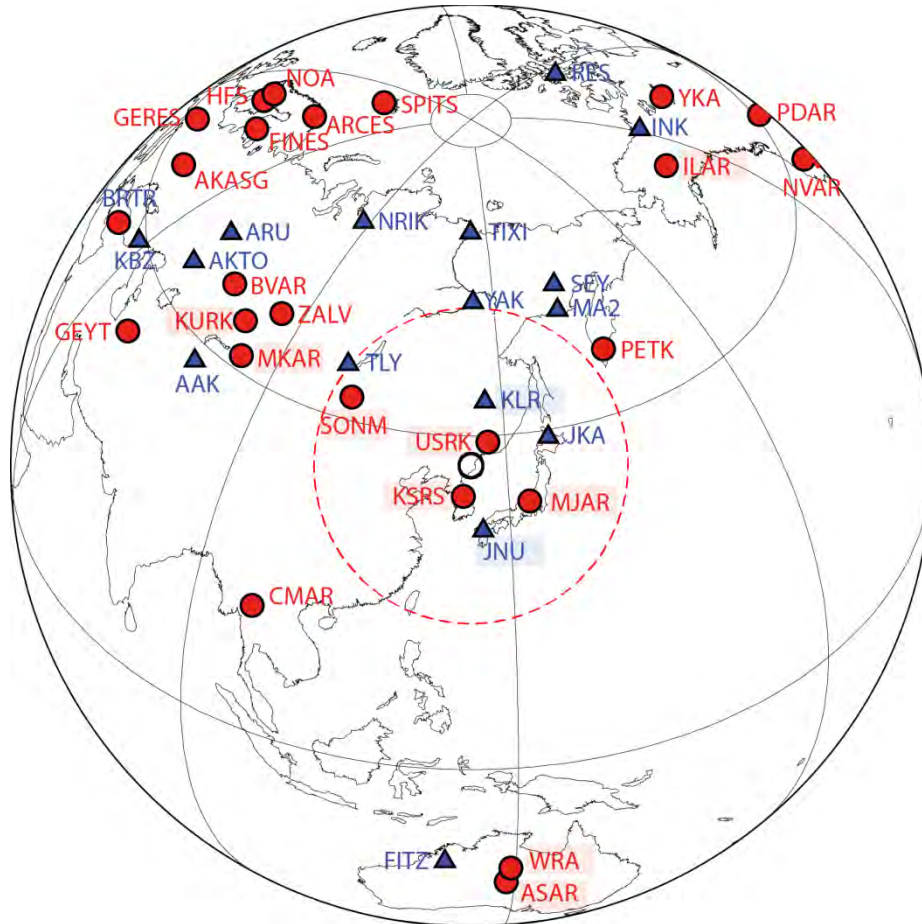 RES
NOA
HFS
YKA
SPITS
PDAR
GERES
ARCES
INK
FINES
NVAR
ILAR
AKASG
BRTR
NRIK
ARU
TIXI
KBZ
AKTO
SEY
BVAR
YAK
MA2
ZALV
KURK
GEYT
PETK
MKAR
TLY
AAK
KLR
SONM
JKA
USRK
KSRS
MJAR
JNU
CMAR
FITZ
WRA
ASAR